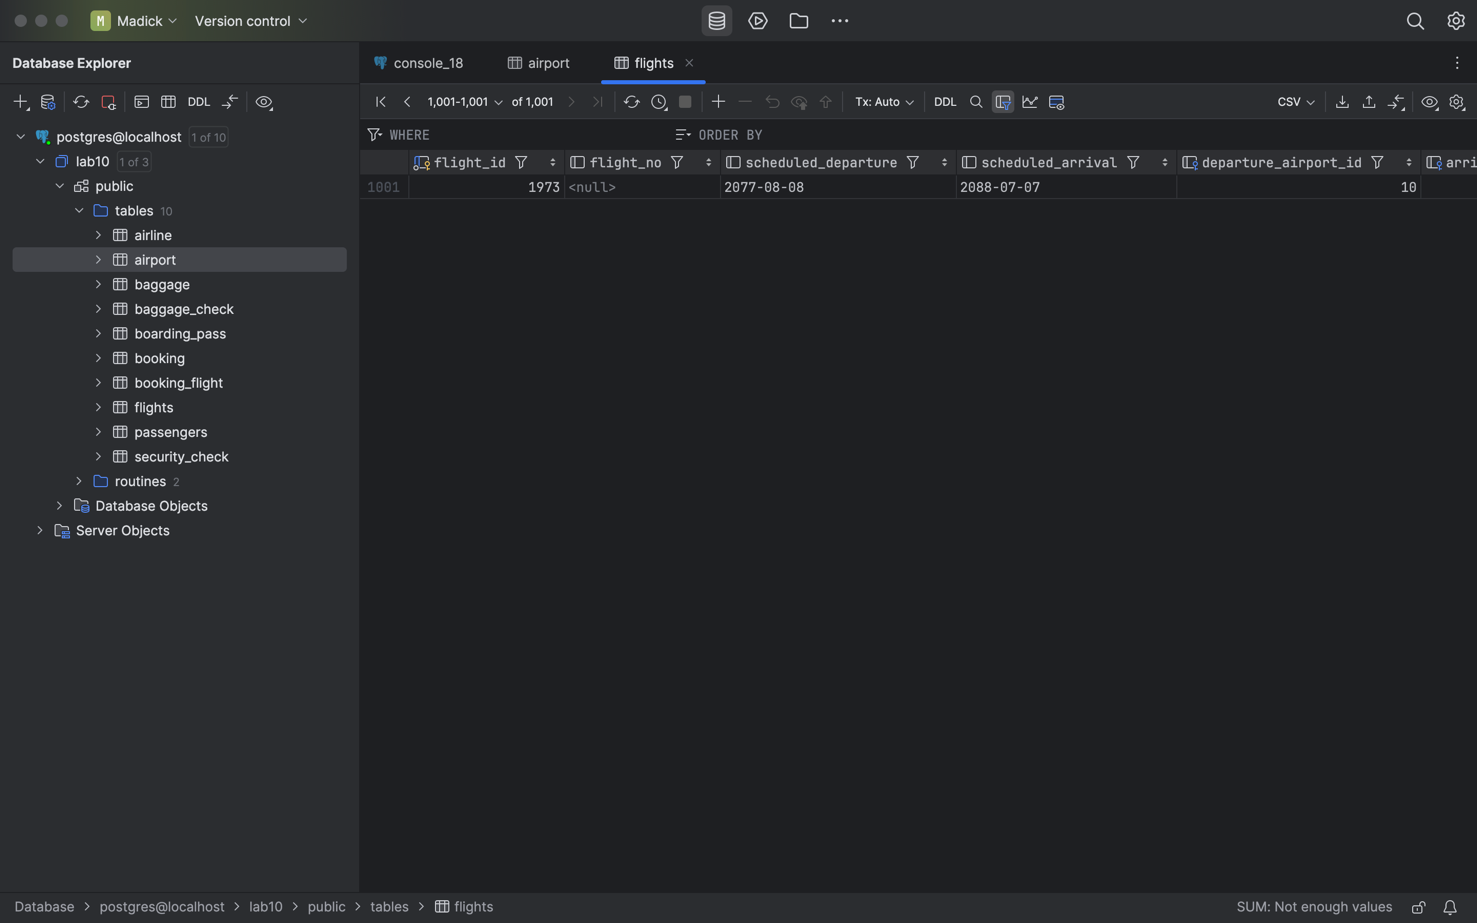 M Madick Version control
Database Explorer
console_18 airport flights
DDL
1,001-1,001 of 1,001 Tx: Auto DDL CSV
WHERE ORDER BY
flight_id flight_no scheduled_departure scheduled_arrival departure_airport_id arri
1001 1973 <null> 2077-08-08 2088-07-07 10
postgres@localhost 1 of 10
lab10 1 of 3
public
tables 10
airline
airport
baggage
baggage_check
boarding_pass
booking
booking_flight
flights
passengers
security_check
routines 2
Database Objects
Server Objects
Database > postgres@localhost > lab10 > public > tables > flights
SUM: Not enough values